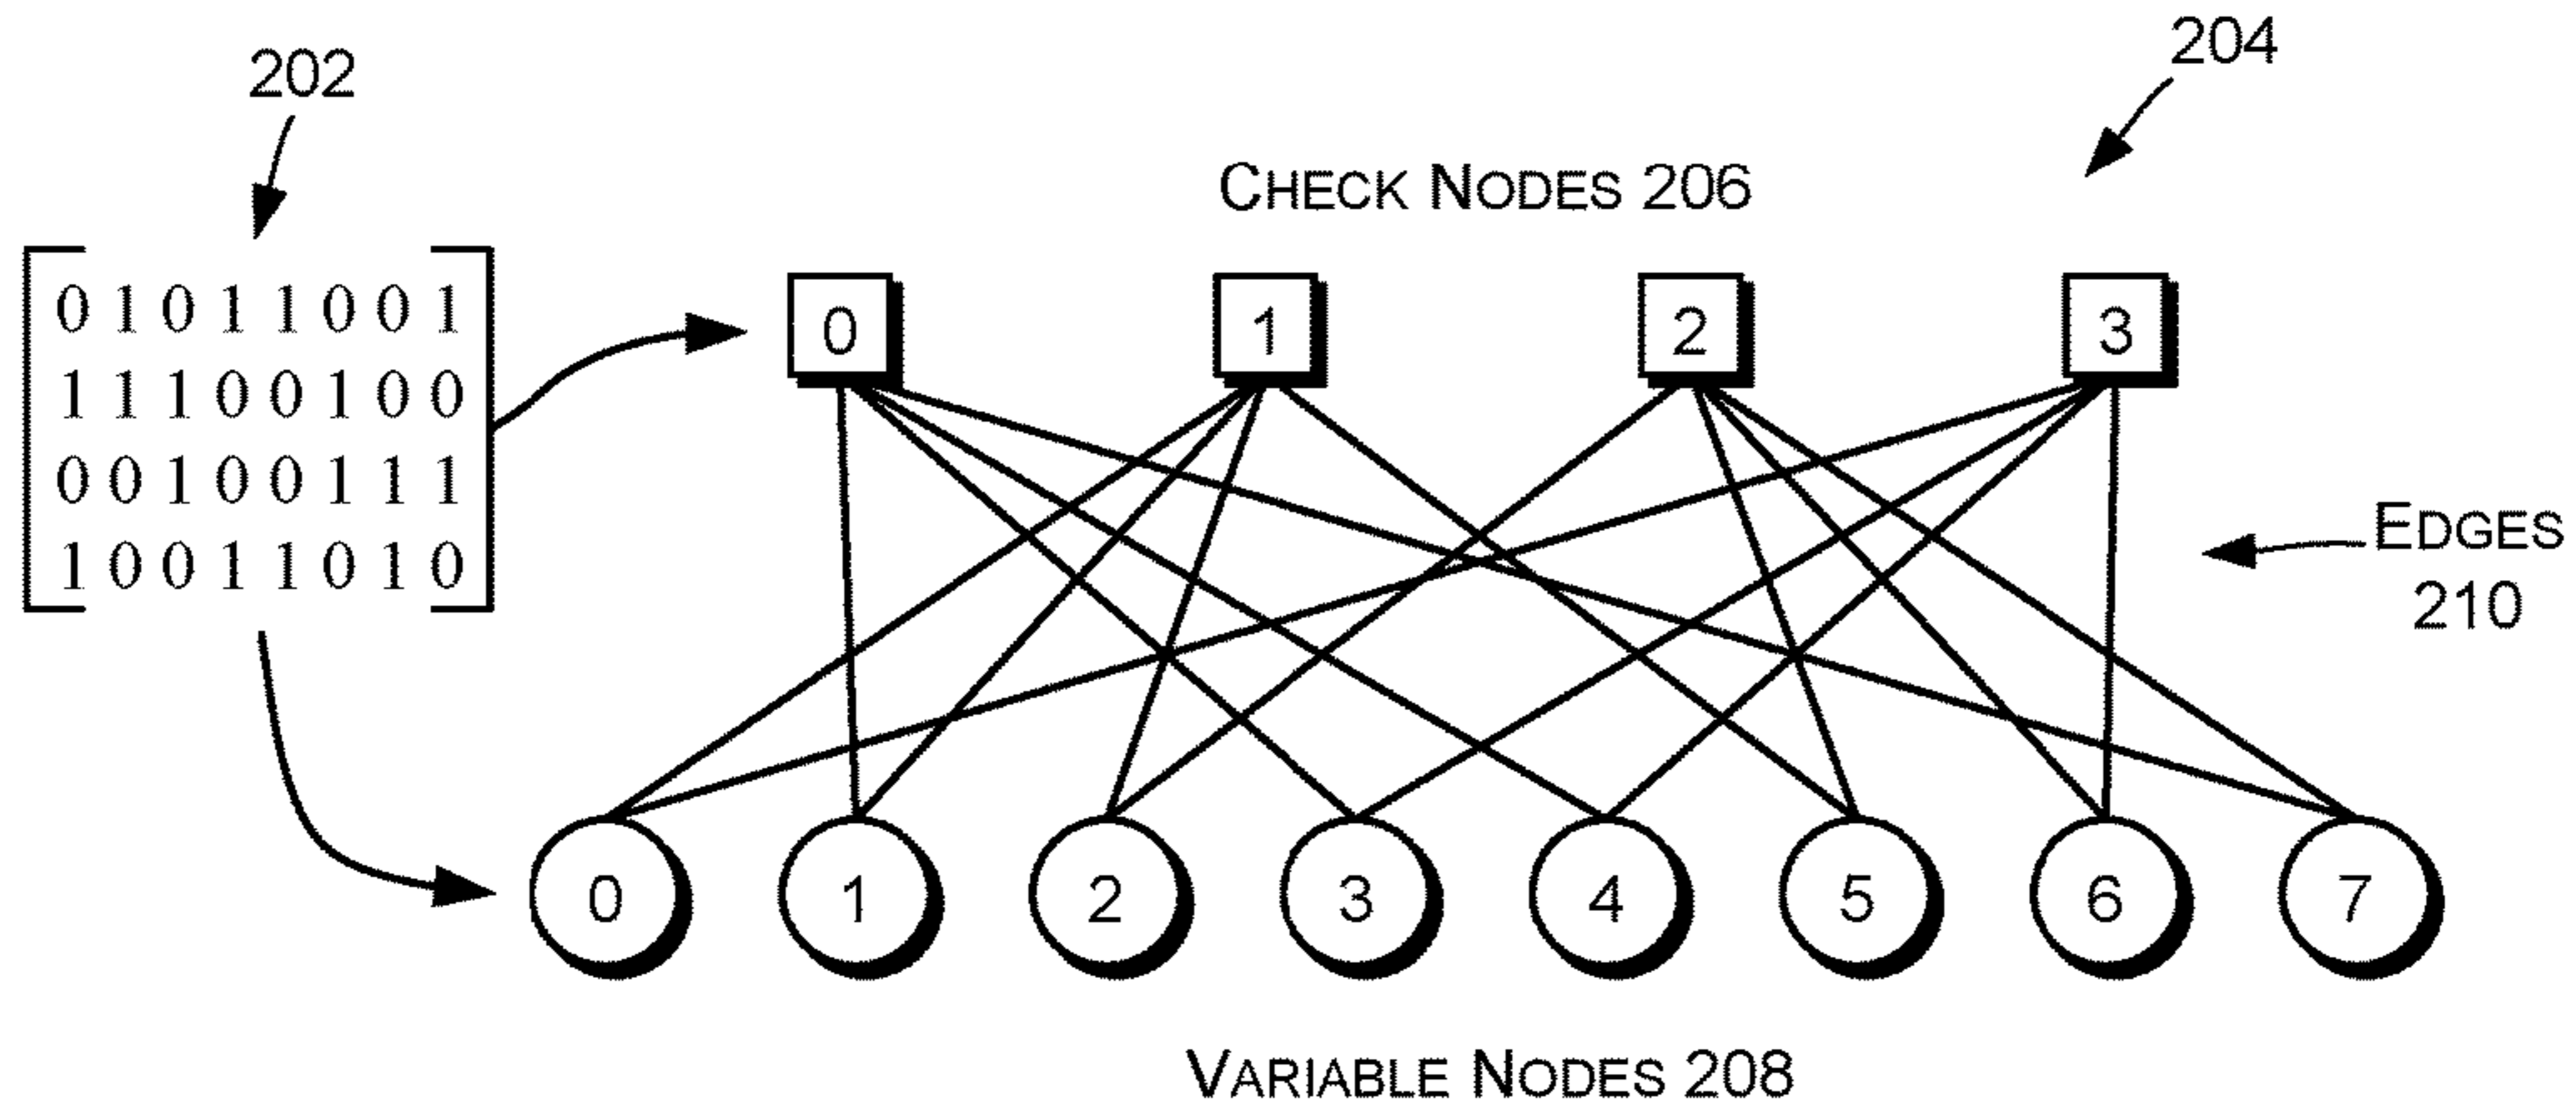 202
204
CHECK NODES 206
0 1 0 1 1 0 0 1
1 1 1 0 0 1 0 0
0 0 1 0 0 1 1 1
1 0 0 1 1 0 1 0
0 1 2 3
EDGES
210
0 1 2 3 4 5 6 7
VARIABLE NODES 208